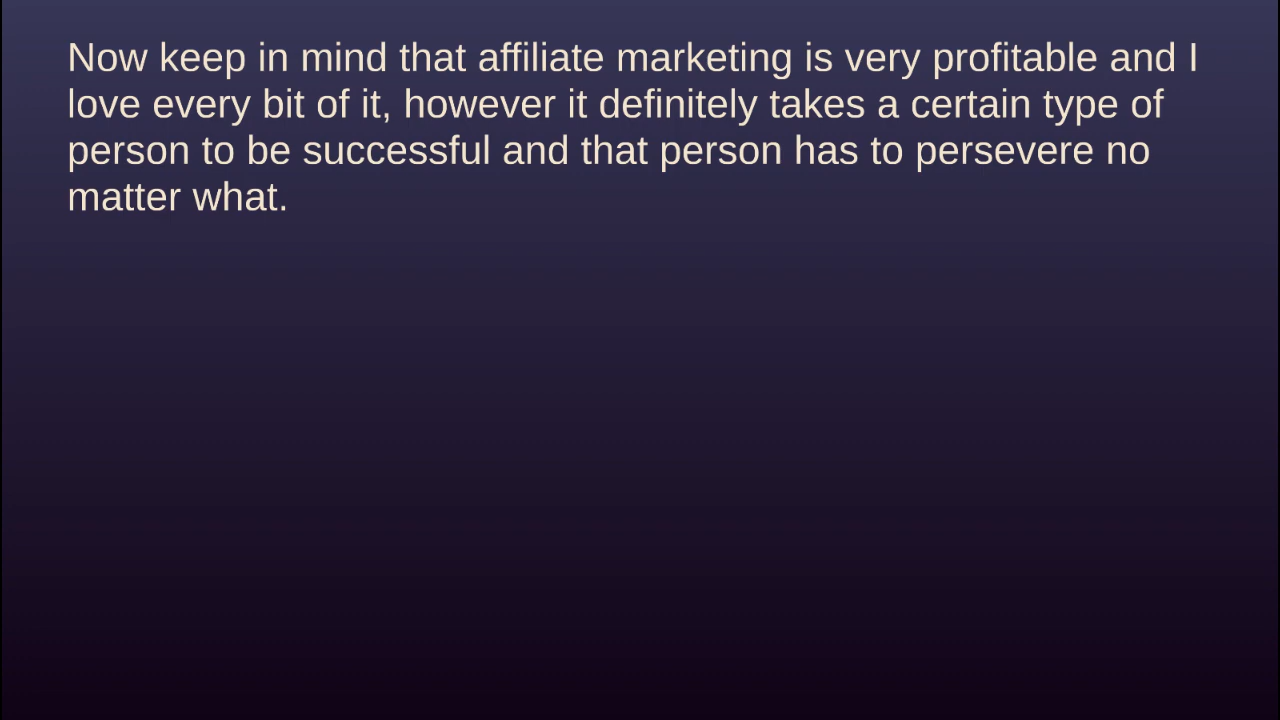 Now keep in mind that affiliate marketing is very profitable and I
love every bit of it, however it definitely takes a certain type of
person to be successful and that person has to persevere no
matter what.